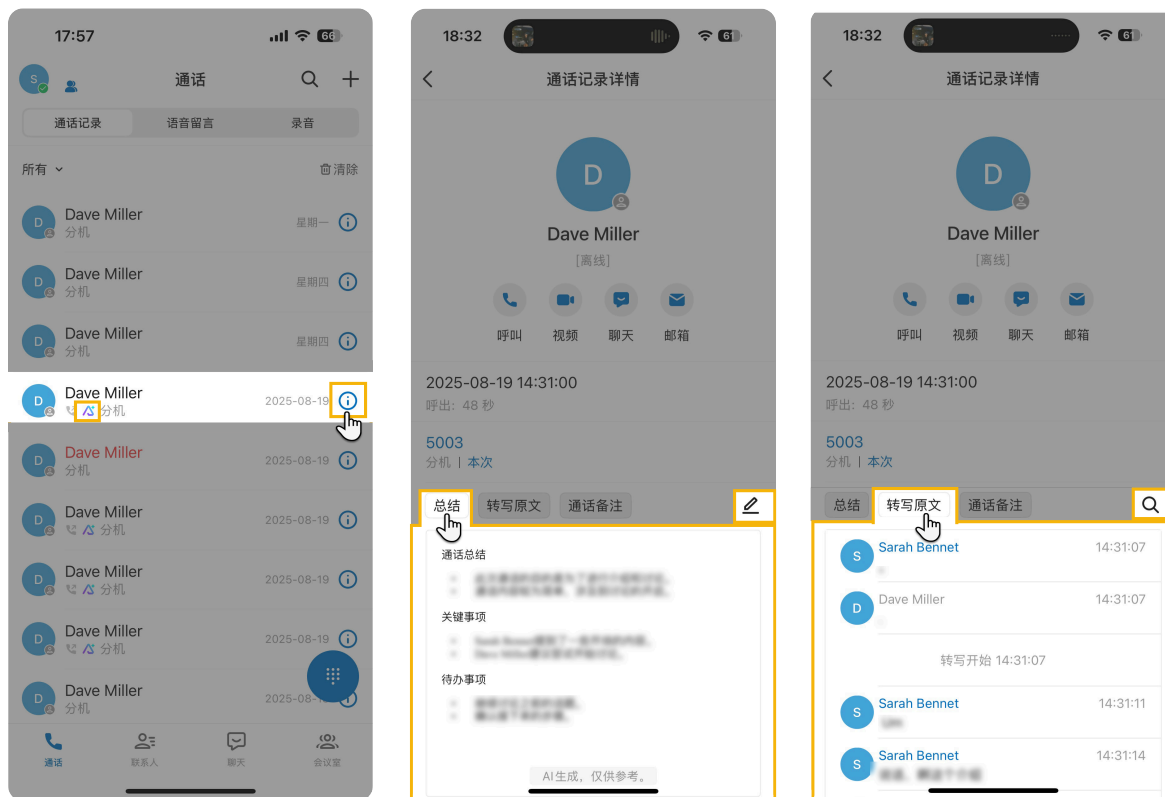 17:57
66
S
通话
通话记录
语音留言
录音
所有
清除
D
Dave Miller
分机
星期一
D
Dave Miller
分机
星期四
D
Dave Miller
分机
星期四
D
Dave Miller
分机
2025-08-19
D
Dave Miller
分机
2025-08-19
D
Dave Miller
分机
2025-08-19
D
Dave Miller
分机
2025-08-19
D
Dave Miller
分机
2025-08-19
D
Dave Miller
分机
2025-08-
通话
联系人
聊天
会议室
18:32
61
通话记录详情
D
Dave Miller
[离线]
呼叫
视频
聊天
邮箱
2025-08-19 14:31:00
呼出: 48 秒
5003
分机 | 本次
总结
转写原文
通话备注
通话总结
关键事项
待办事项
AI生成，仅供参考。
18:32
61
通话记录详情
D
Dave Miller
[离线]
呼叫
视频
聊天
邮箱
2025-08-19 14:31:00
呼出: 48 秒
5003
分机 | 本次
总结
转写原文
通话备注
S
Sarah Bennet
14:31:07
D
Dave Miller
14:31:07
转写开始 14:31:07
S
Sarah Bennet
14:31:11
S
Sarah Bennet
14:31:14